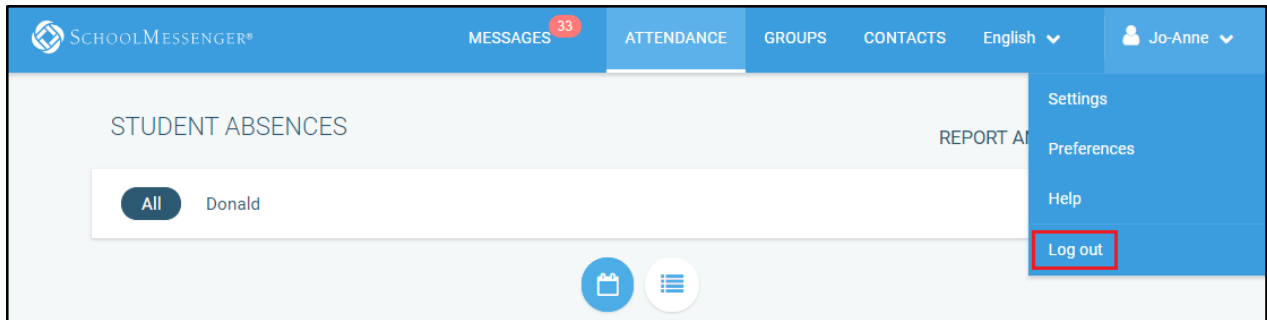 SCHOOLMESSENGER®
MESSAGES 33
ATTENDANCE
GROUPS
CONTACTS
English
Jo-Anne
Settings
Preferences
Help
Log out
STUDENT ABSENCES
REPORT
All
Donald